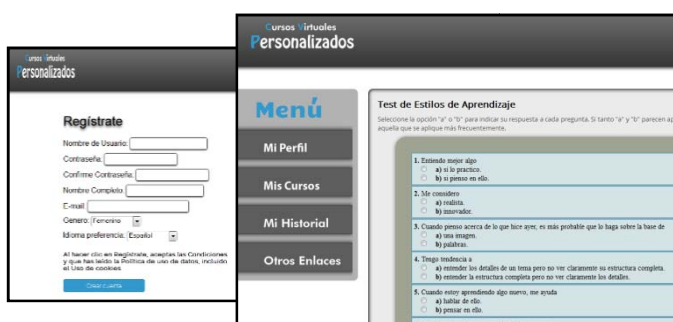 Cursos Virtuales
Personalizados
Regístrate
Nombre de Usuario:
Contraseña:
Confirme Contraseña:
Nombre Completo:
E-mail:
Genero: Femenino
Idioma preferencia: Español
Al hacer clic en Regístrate, aceptas las Condiciones
y que has leído la Política de uso de datos, incluido
el Uso de cookies
Crear cuenta
Cursos Virtuales
Personalizados
Menú
Mi Perfil
Mis Cursos
Mi Historial
Otros Enlaces
Test de Estilos de Aprendizaje
Seleccione la opción "a" o "b" para indicar su respuesta a cada pregunta. Si tanto "a" y "b" parecen
aquella que se aplique más frecuentemente.
1. Entiendo mejor algo
a) si lo practico.
b) si pienso en ello.
2. Me considero
a) realista.
b) innovador.
3. Cuando pienso acerca de lo que hice ayer, es más probable que lo haga sobre la base de
a) una imagen.
b) palabras.
4. Tengo tendencia a
a) entender los detalles de un tema pero no ver claramente su estructura completa.
b) entender la estructura completa pero no ver claramente los detalles.
5. Cuando estoy aprendiendo algo nuevo, me ayuda
a) hablar de ello.
b) pensar en ello.